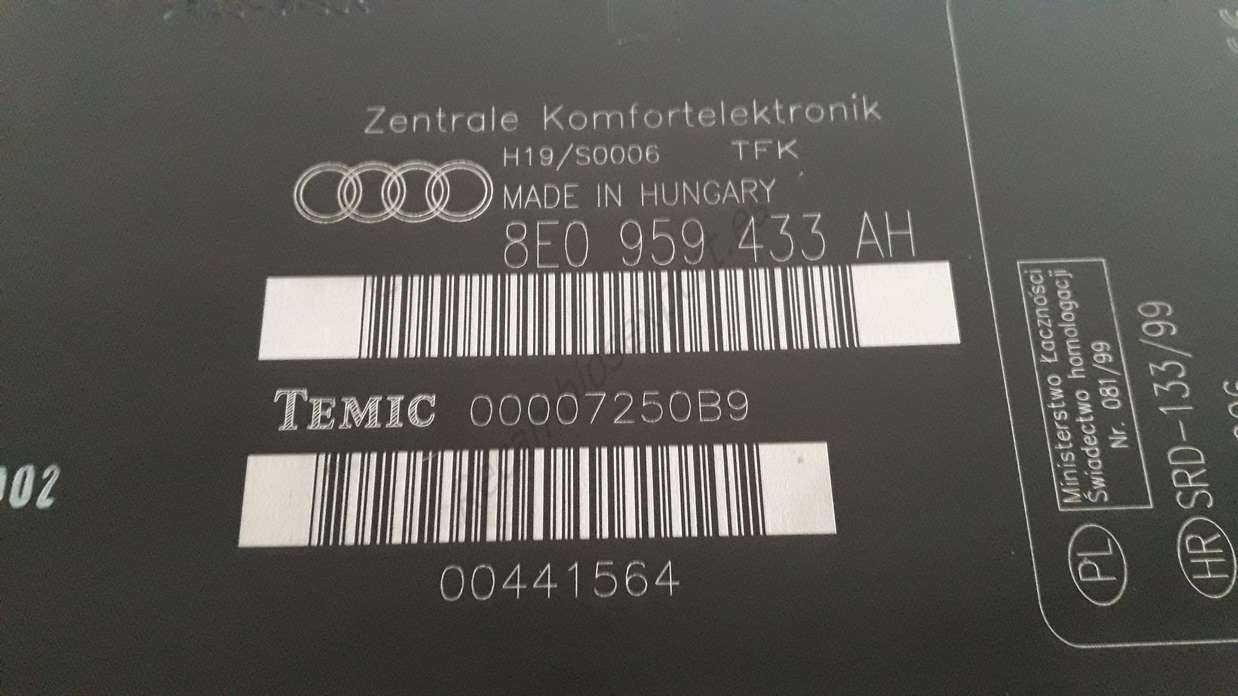 Zentrale Komfortelektronik
H19/S0006 TFK
MADE IN HUNGARY
8E0 959 433 AH
TEMIC 00007250B9
00441564
002
Ministerstwo Łączności
Świadectwo homologacji
Nr. 081/99
PL
HR SRD-133/99